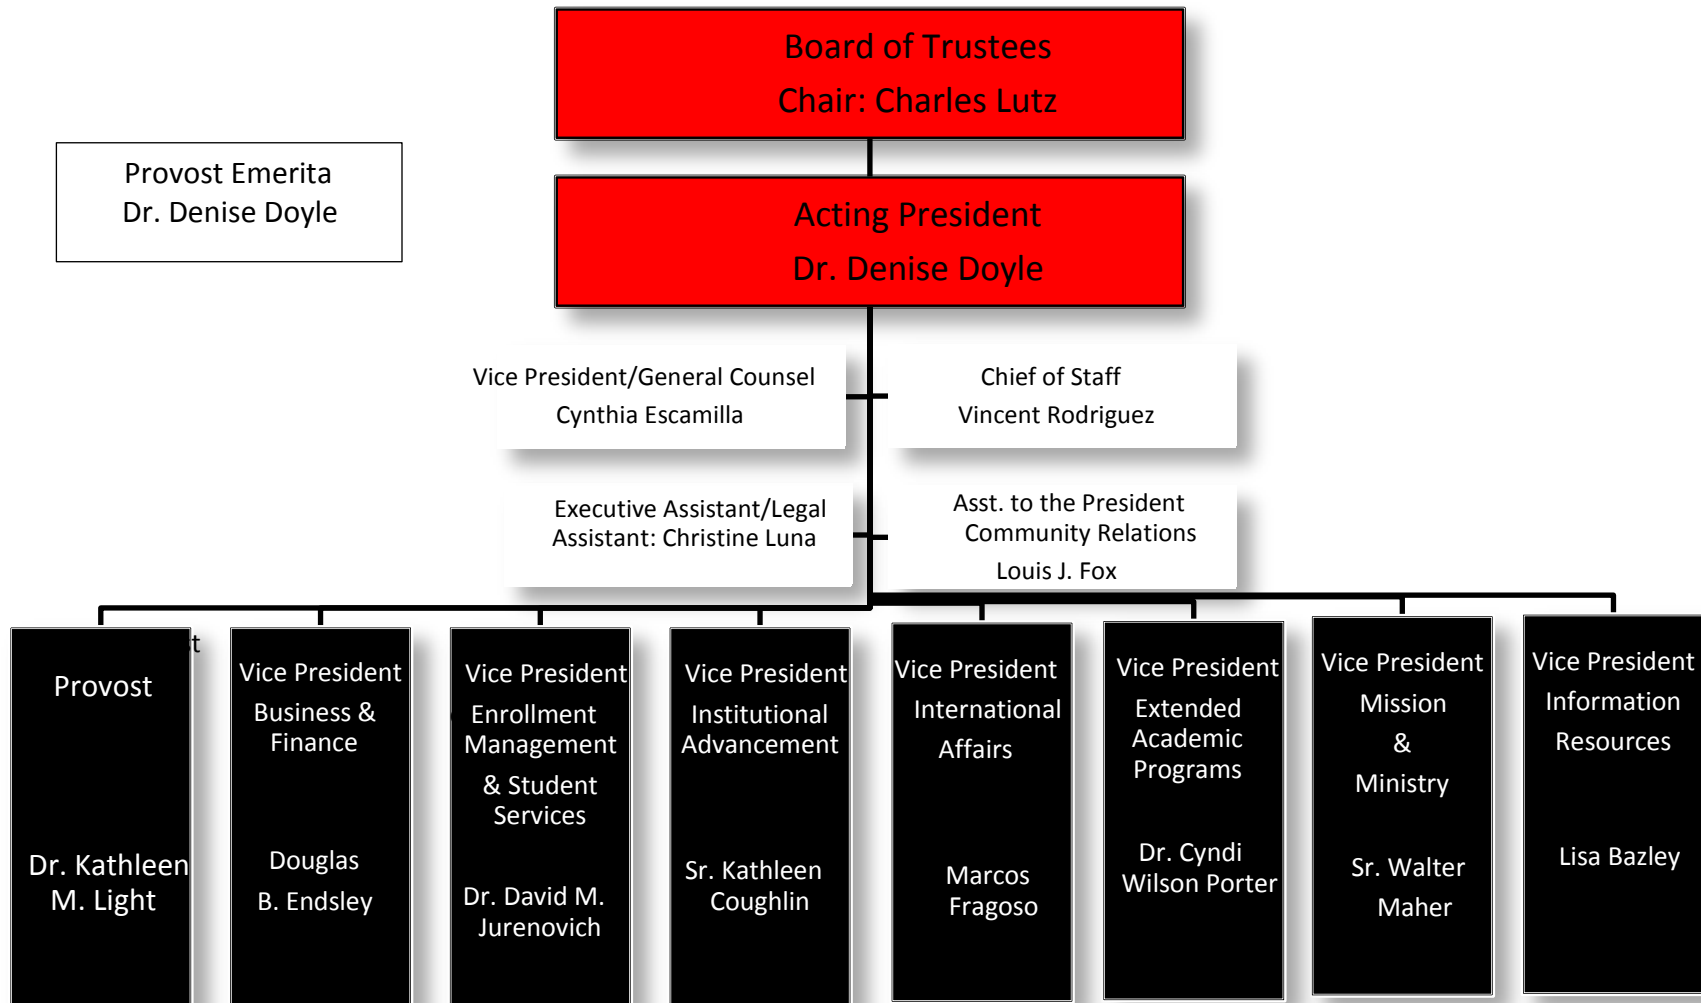 Board of Trustees
Chair: Charles Lutz
Provost Emerita
Dr. Denise Doyle
Acting President
Dr. Denise Doyle
Vice President/General Counsel
Cynthia Escamilla
Chief of Staff
Vincent Rodriguez
Executive Assistant/Legal
Assistant: Christine Luna
Asst. to the President
Community Relations
Louis J. Fox
st
Provost
Dr. Kathleen
M. Light
Vice President
Business &
Finance
Douglas
B. Endsley
Vice President
Enrollment
Management
& Student
Services
Dr. David M.
Jurenovich
Vice President
Institutional
Advancement
Sr. Kathleen
Coughlin
Vice President
International
Affairs
Marcos
Fragoso
Vice President
Extended
Academic
Programs
Dr. Cyndi
Wilson Porter
Vice President
Mission
&
Ministry
Sr. Walter
Maher
Vice President
Information
Resources
Lisa Bazley